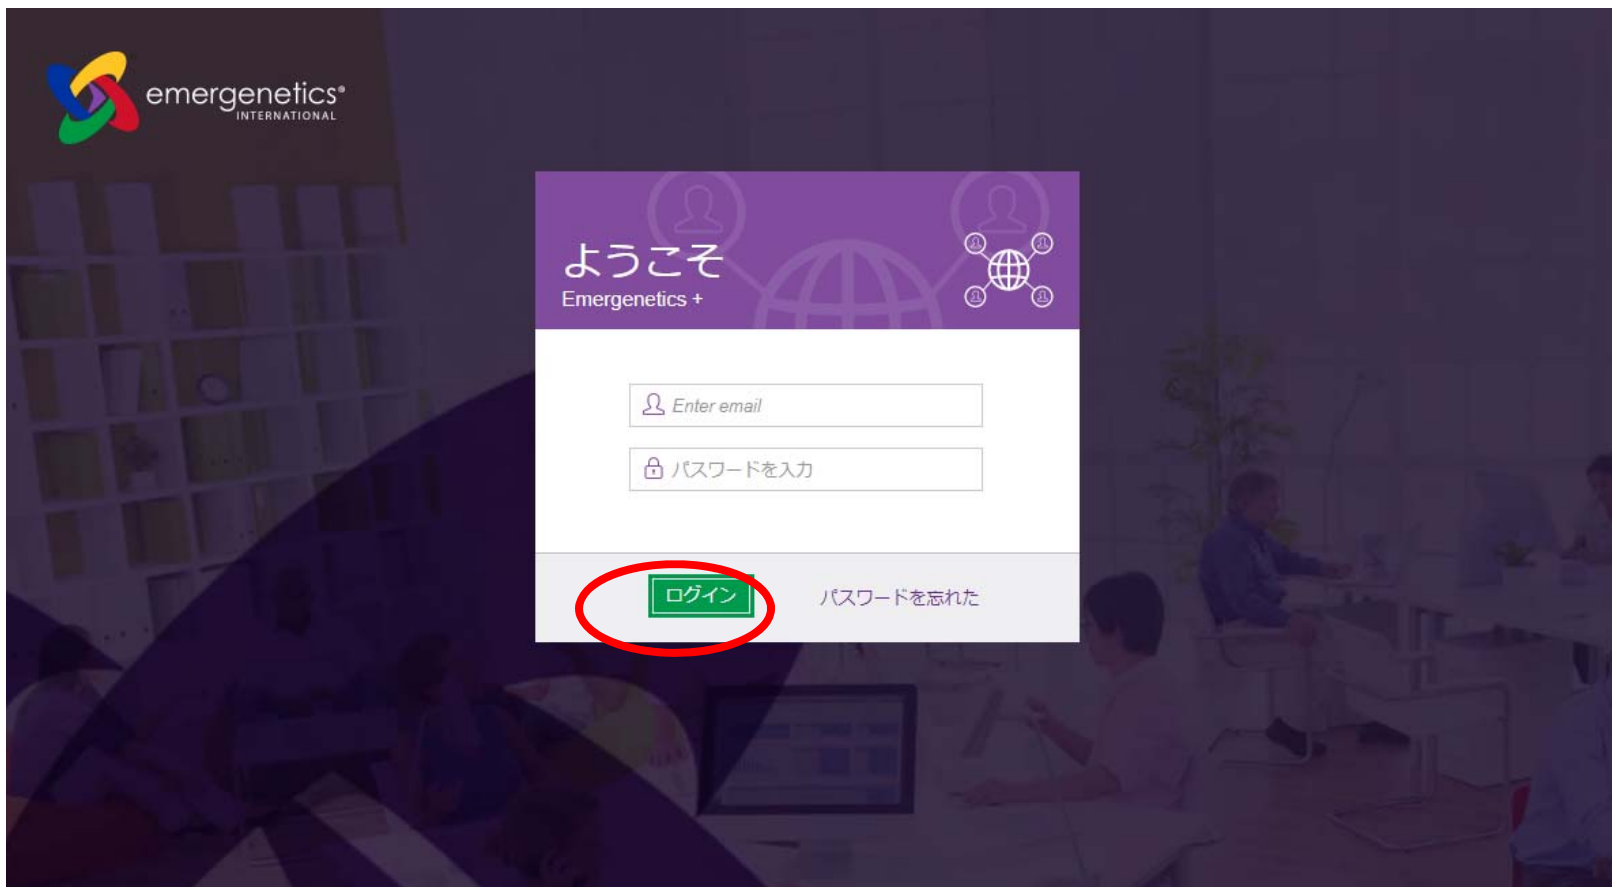 emergenetics®
INTERNATIONAL
ようこそ
Emergenetics +
Enter email
パスワードを入力
ログイン
パスワードを忘れた